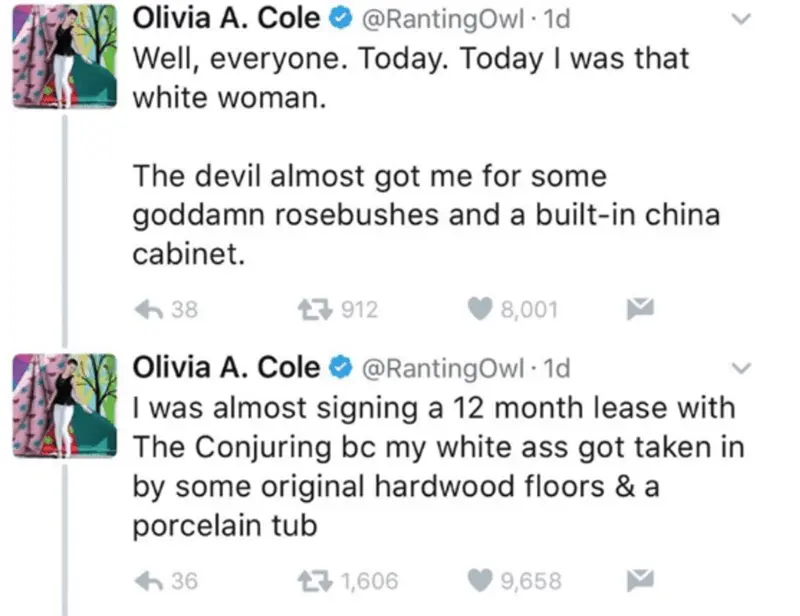 Olivia A. Cole @RantingOwl · 1d
Well, everyone. Today. Today I was that
white woman.
The devil almost got me for some
goddamn rosebushes and a built-in china
cabinet.
38 912 8,001
Olivia A. Cole @RantingOwl · 1d
I was almost signing a 12 month lease with
The Conjuring bc my white ass got taken in
by some original hardwood floors & a
porcelain tub
36 1,606 9,658